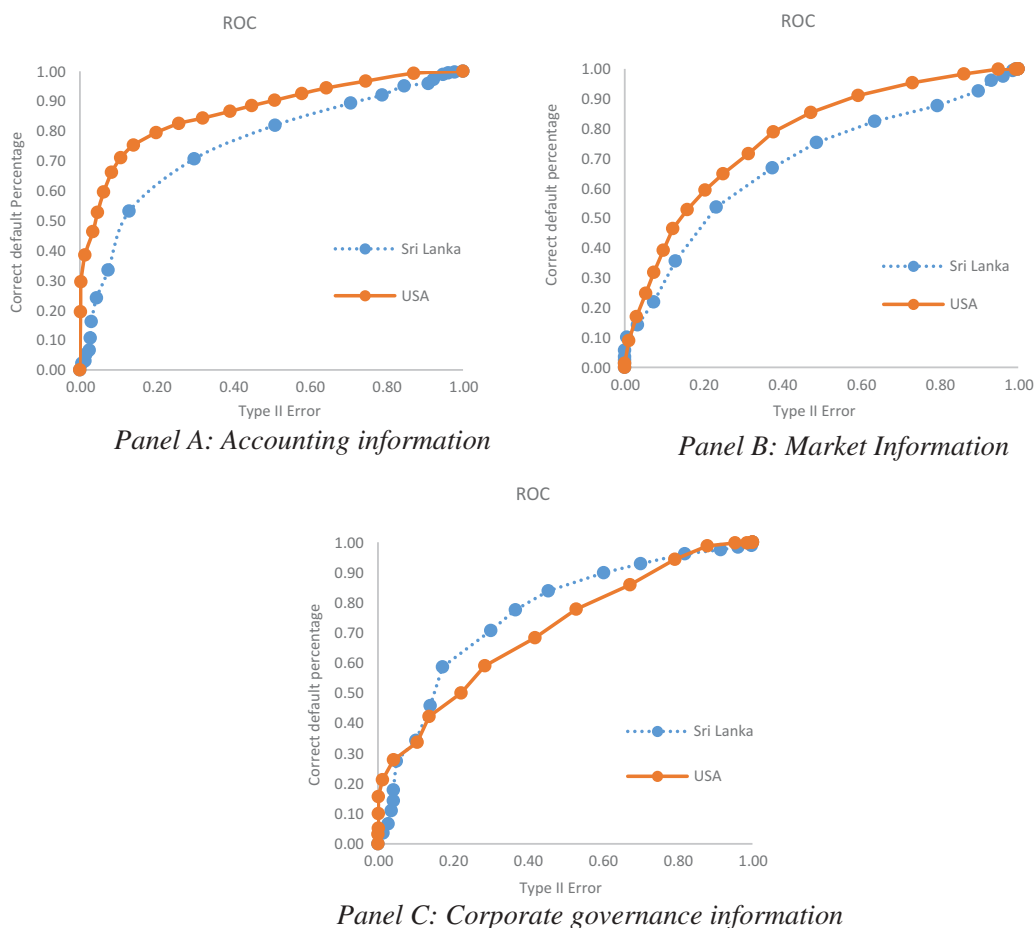 ROC
Correct default Percentage
1.00
0.90
0.80
0.70
0.60
0.50
0.40
0.30
0.20
0.10
0.00
0.00 0.20 0.40 0.60 0.80 1.00
Type II Error
Sri Lanka
USA
Panel A: Accounting information
ROC
Correct default percentage
1.00
0.90
0.80
0.70
0.60
0.50
0.40
0.30
0.20
0.10
0.00
0.00 0.20 0.40 0.60 0.80 1.00
Type II Error
Sri Lanka
USA
Panel B: Market Information
ROC
Correct default percentage
1.00
0.90
0.80
0.70
0.60
0.50
0.40
0.30
0.20
0.10
0.00
0.00 0.20 0.40 0.60 0.80 1.00
Type II Error
Sri Lanka
USA
Panel C: Corporate governance information